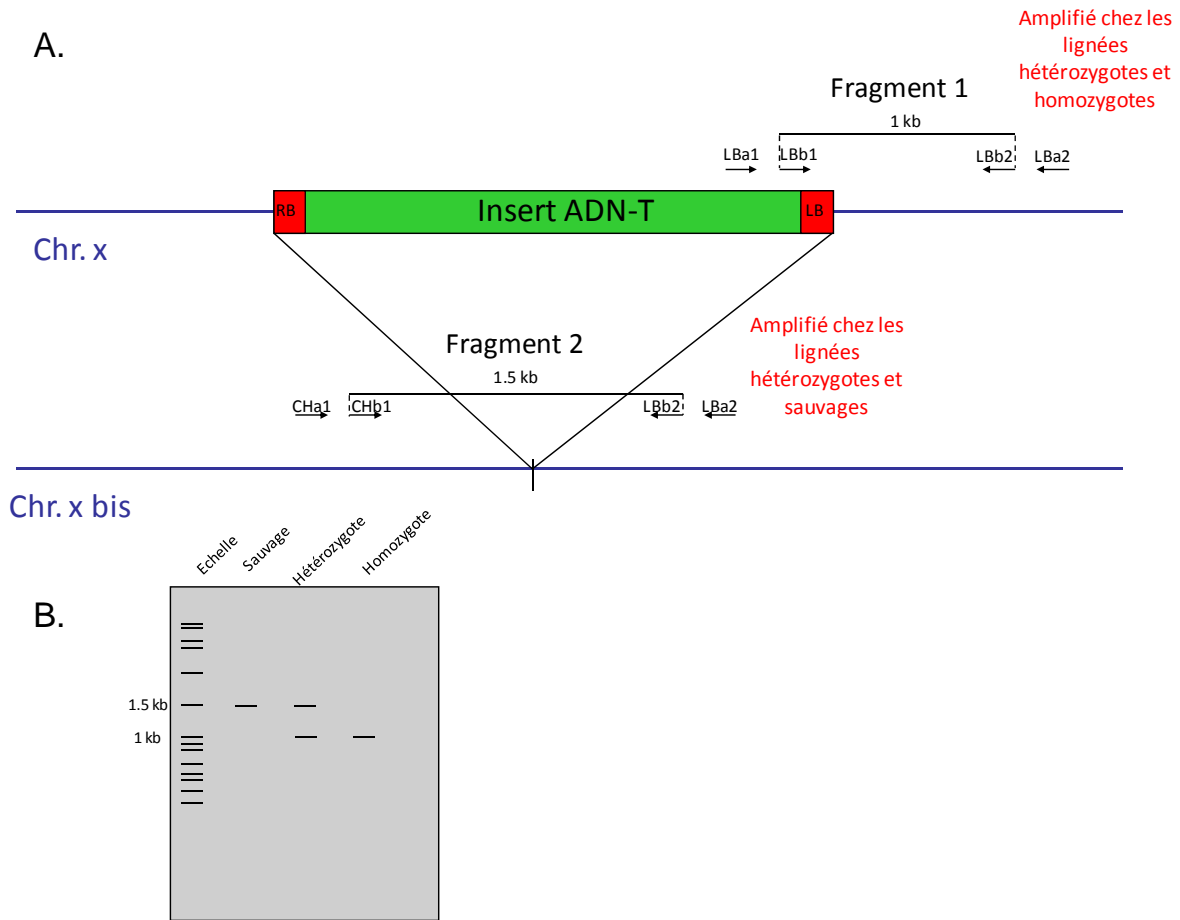 A.
Amplifié chez les
lignées
hétérozygotes et
homozygotes
Fragment 1
1 kb
LBa1
LBb1
LBb2
LBa2
RB
Insert ADN-T
LB
Chr. x
Amplifié chez les
lignées
hétérozygotes et
sauvages
Fragment 2
1.5 kb
CHa1
CHb1
LBb2
LBa2
Chr. x bis
Echelle
Sauvage
Hétérozygote
Homozygote
B.
1.5 kb
1 kb